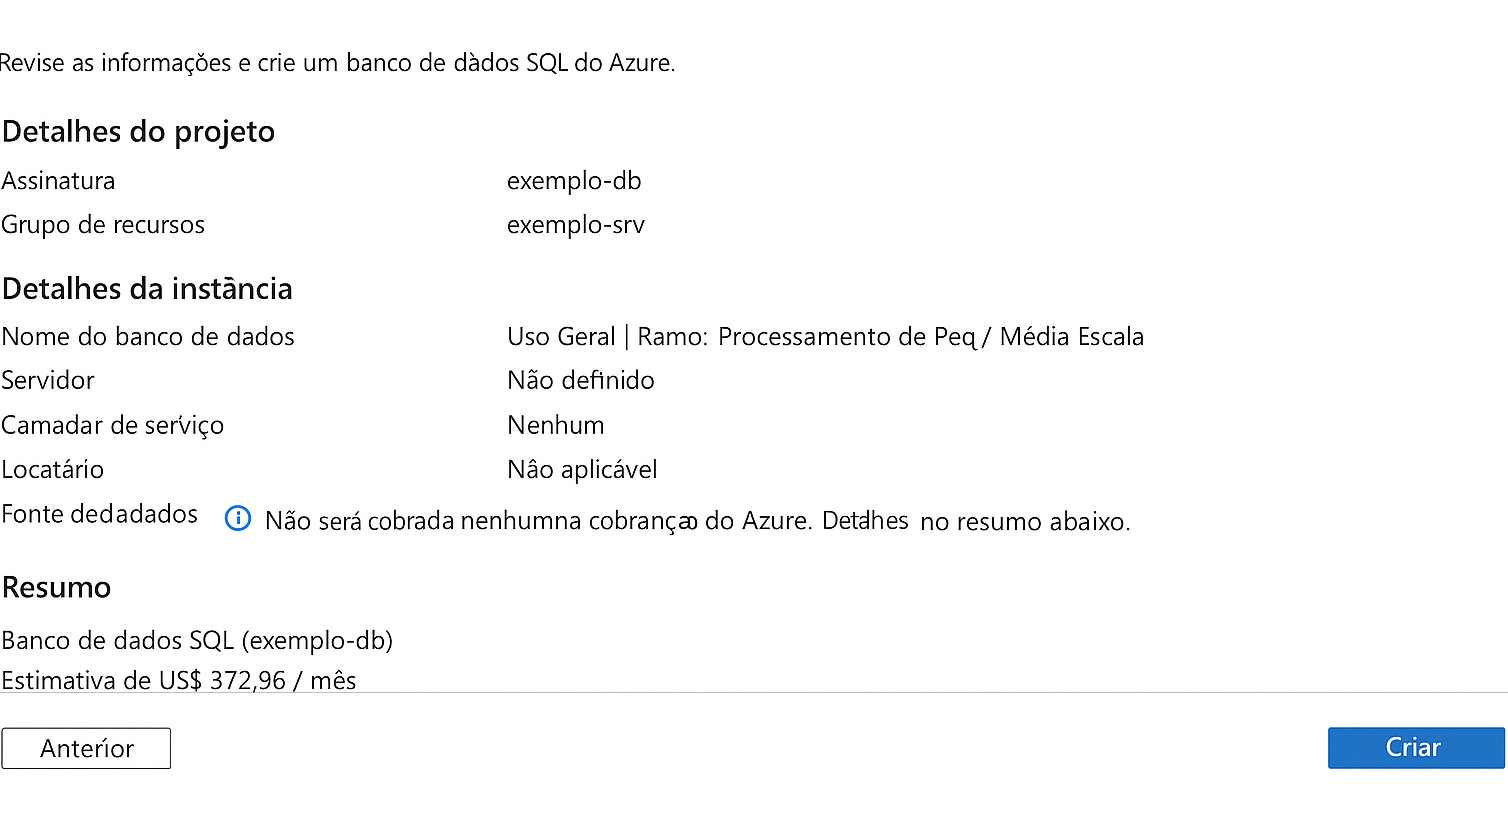 Revise as informações e crie um banco de dàdos SQL do Azure.
Detalhes do projeto
Assinatura exemplo-db
Grupo de recursos exemplo-srv
Detalhes da instância
Nome do banco de dados Uso Geral | Ramo: Processamento de Peq / Média Escala
Servidor Não definido
Camadar de serviço Nenhum
Locatário Nâo aplicável
Fonte dedadados Não será cobrada nenhumna cobrançao do Azure. Detalhes no resumo abaixo.
Resumo
Banco de dados SQL (exemplo-db)
Estimativa de US$ 372,96 / mês
Anterior Criar